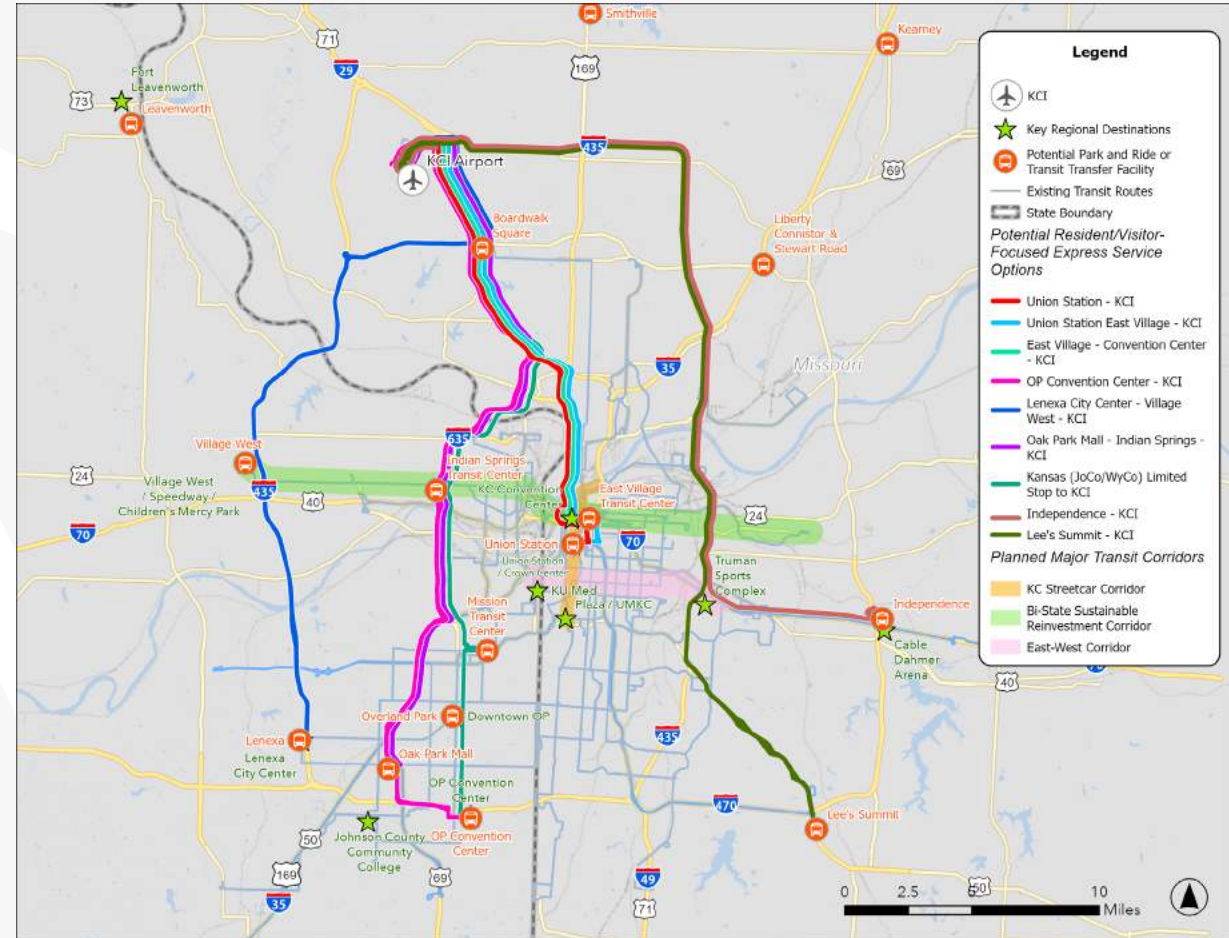 Smithville
71
Kearney
169
29
Fort
Leavenworth
73
Leavenworth
435
KCI Airport
69
Boardwalk
Square
Liberty
Connistor &
Stewart Road
35
Missouri
635
Village West
Indian Springs
Transit Center
24
Village West
/ Speedway /
Children's Mercy Park
435
40
KC Convention
Center
East Village
Transit Center
24
70
Union Station
70
Union Station
/ Crown Center
Truman
Sports
Complex
KU Med
Plaza / UMKC
Independence
Mission
Transit
Center
Cable
Dahmer
Arena
40
Overland Park
Downtown OP
435
Lenexa
Lenexa
City Center
Oak Park Mall
OP Convention
Center
470
Lee's Summit
Johnson County
Community
College
OP Convention
Center
50
169
69
35
49
71
50
Legend
KCI
Key Regional Destinations
Potential Park and Ride or
Transit Transfer Facility
Existing Transit Routes
State Boundary
Potential Resident/Visitor-
Focused Express Service
Options
Union Station - KCI
Union Station East Village - KCI
East Village - Convention Center
- KCI
OP Convention Center - KCI
Lenexa City Center - Village
West - KCI
Oak Park Mall - Indian Springs -
KCI
Kansas (JoCo/WyCo) Limited
Stop to KCI
Independence - KCI
Lee's Summit - KCI
Planned Major Transit Corridors
KC Streetcar Corridor
Bi-State Sustainable
Reinvestment Corridor
East-West Corridor
0 2.5 5 10
Miles